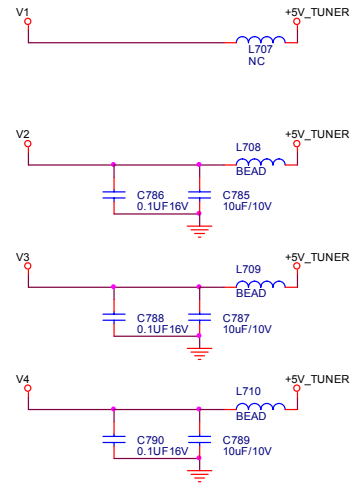 V1
+5V_TUNER
L707
NC
V2
+5V_TUNER
L708
BEAD
C786
0.1UF16V
C785
10uF/10V
V3
+5V_TUNER
L709
BEAD
C788
0.1UF16V
C787
10uF/10V
V4
+5V_TUNER
L710
BEAD
C790
0.1UF16V
C789
10uF/10V